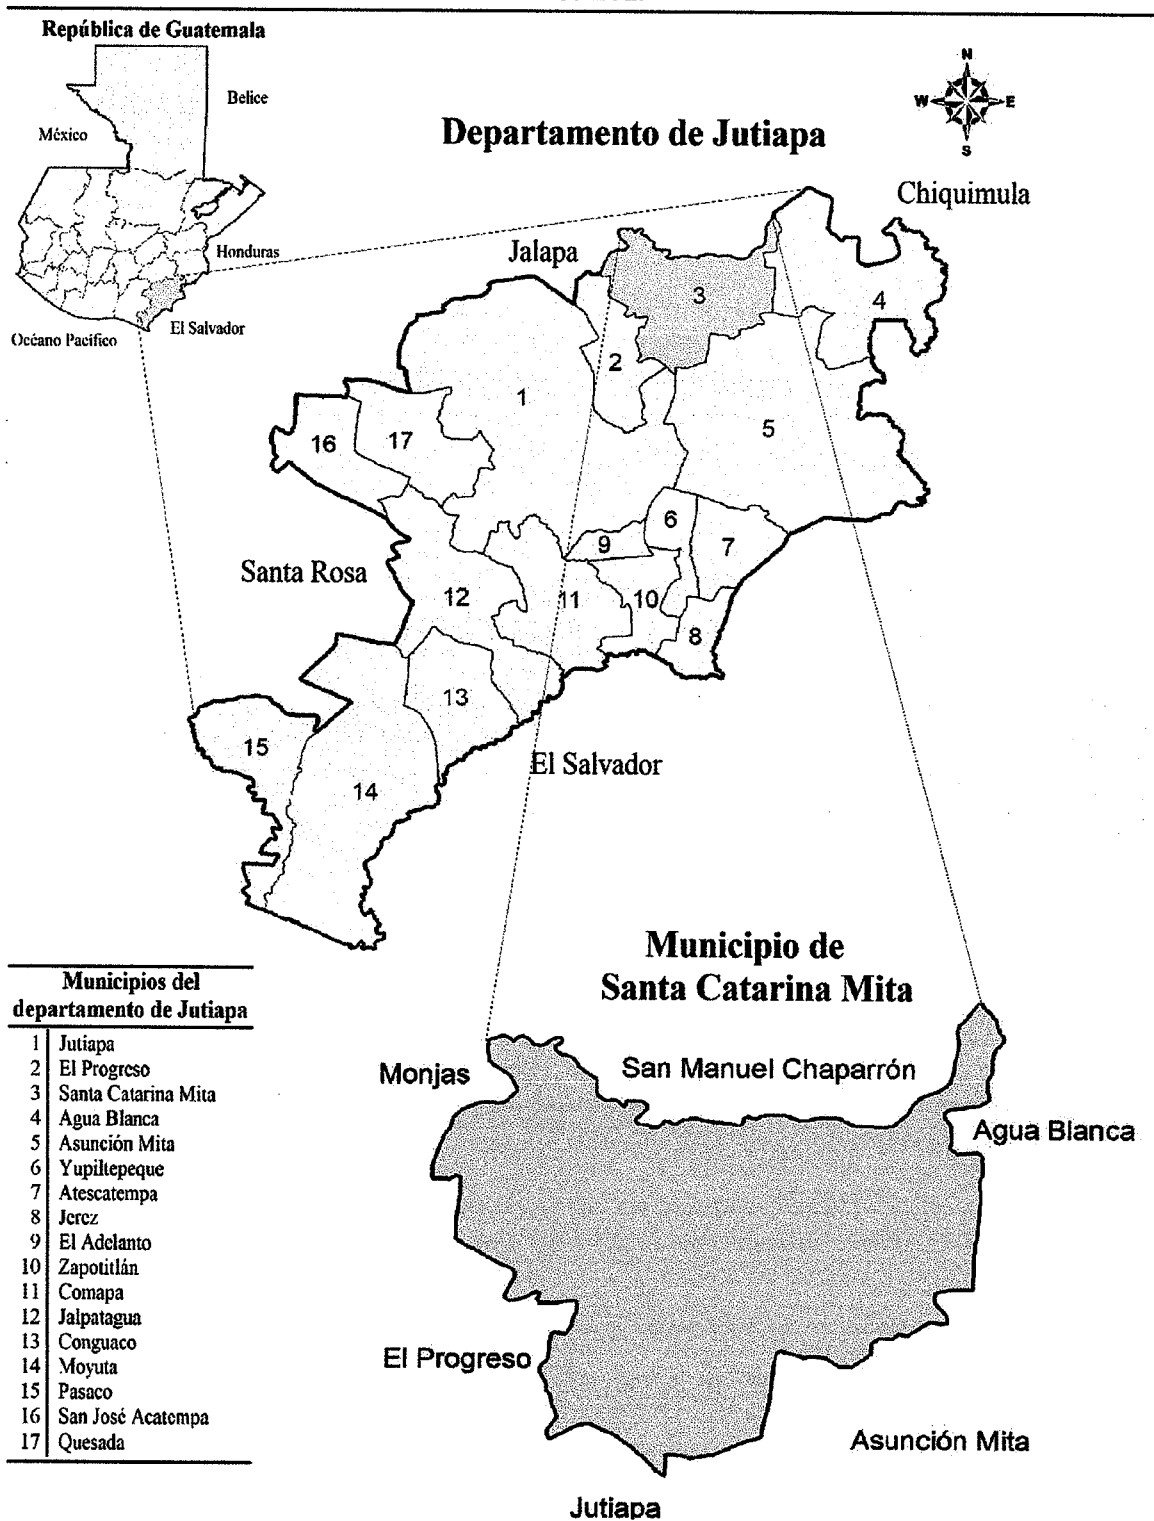 República de Guatemala
Belice
México
Honduras
El Salvador
Océano Pacífico
Departamento de Jutiapa
N
W
E
S
Chiquimula
Jalapa
3
4
2
1
5
16
17
6
9
7
Santa Rosa
12
11
10
8
13
15
14
El Salvador
Municipio de
Santa Catarina Mita
Monjas
San Manuel Chaparrón
Agua Blanca
El Progreso
Asunción Mita
Jutiapa
Municipios del
departamento de Jutiapa
1 Jutiapa
2 El Progreso
3 Santa Catarina Mita
4 Agua Blanca
5 Asunción Mita
6 Yupiltepeque
7 Atescatempa
8 Jerez
9 El Adelanto
10 Zapotitlán
11 Comapa
12 Jalpatagua
13 Conguaco
14 Moyuta
15 Pasaco
16 San José Acatempa
17 Quesada